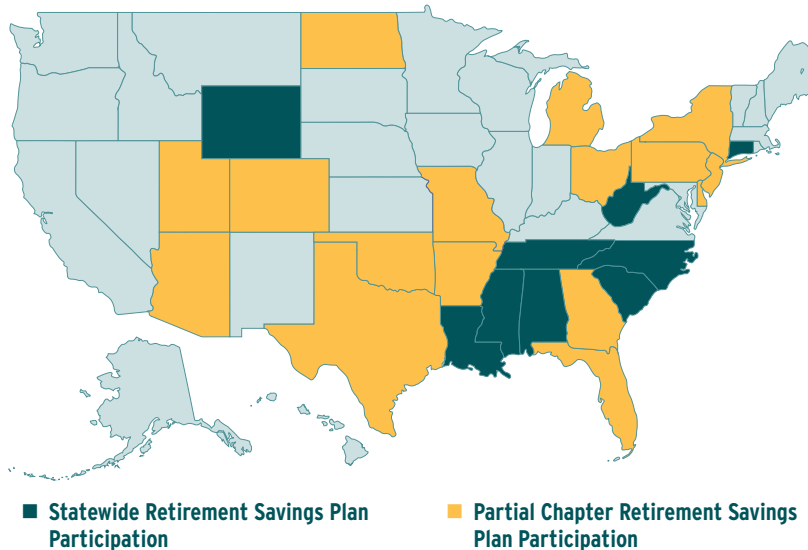 Statewide Retirement Savings Plan
Participation
Partial Chapter Retirement Savings
Plan Participation